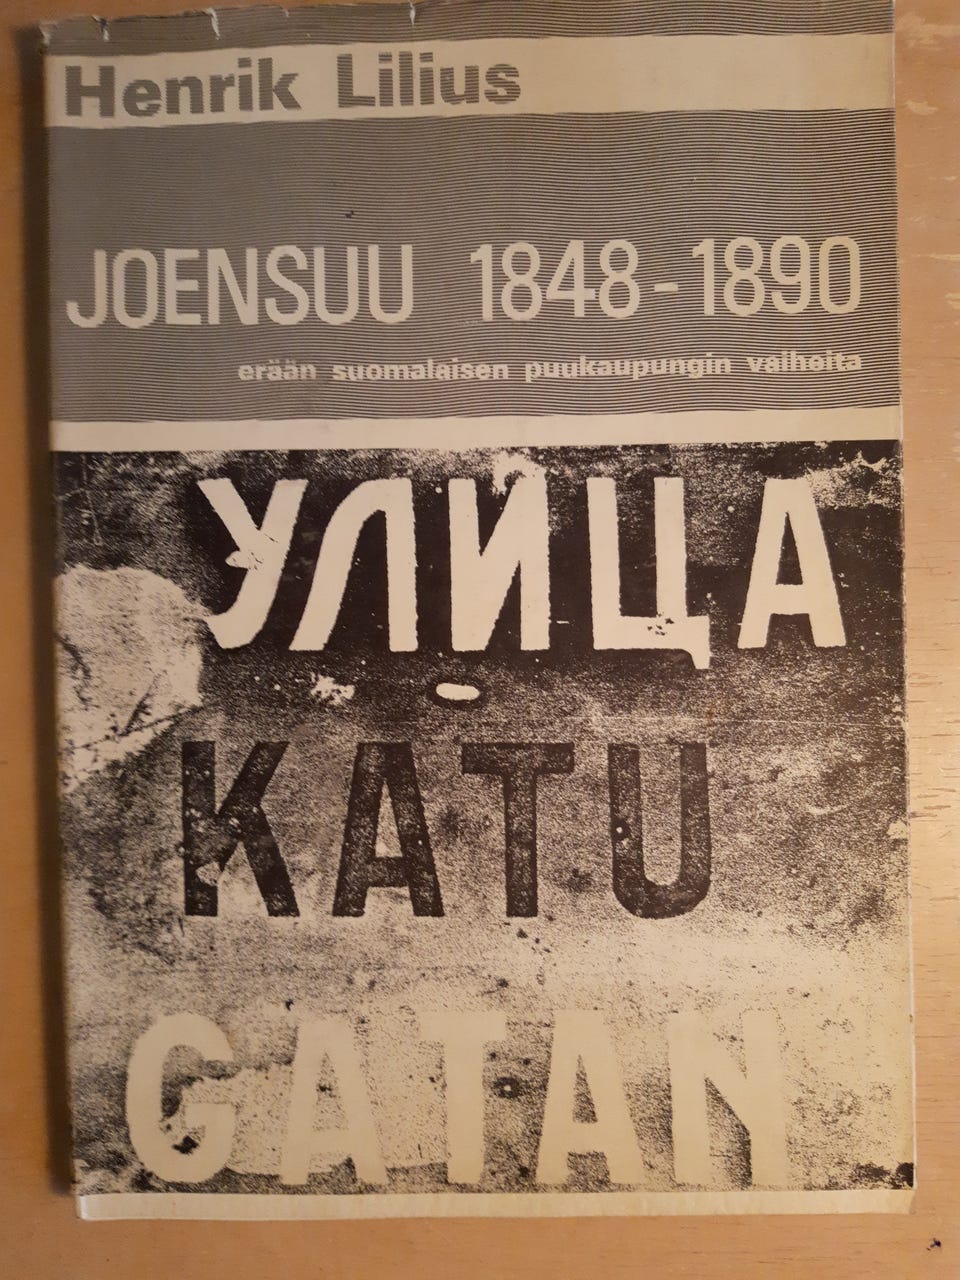 Henrik Lilius
JOENSUU 1848-1890
erään suomalaisen puukaupungin vaiheita
УЛИЦА
KATU
GATAN